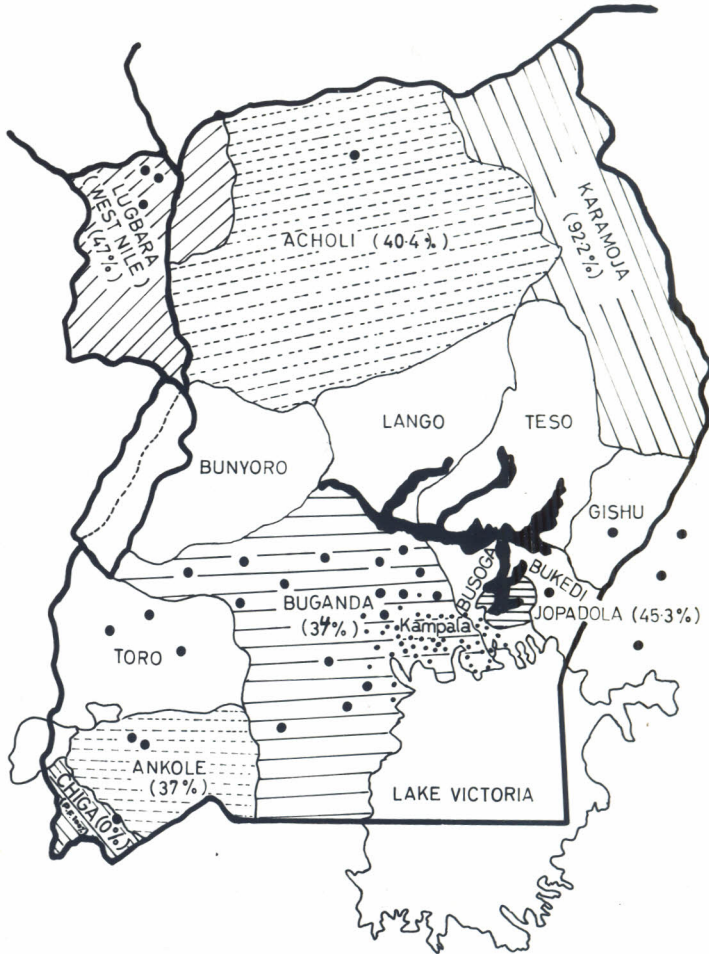 LUGBARA
(WEST NILE)
(47%)
ACHOLI (40·4%)
KARAMOJA
(92·2%)
LANGO
TESO
BUNYORO
GISHU
BUSOGA
BUKEDI
BUGANDA
(34%)
Kampala
JOPADOLA (45·3%)
TORO
ANKOLE
(37%)
CHIGA (0%)
LAKE VICTORIA